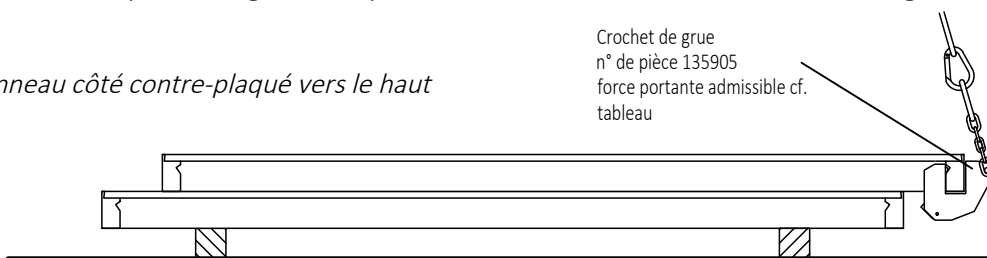 nneau côté contre-plaqué vers le haut
Crochet de grue
n° de pièce 135905
force portante admissible cf.
tableau